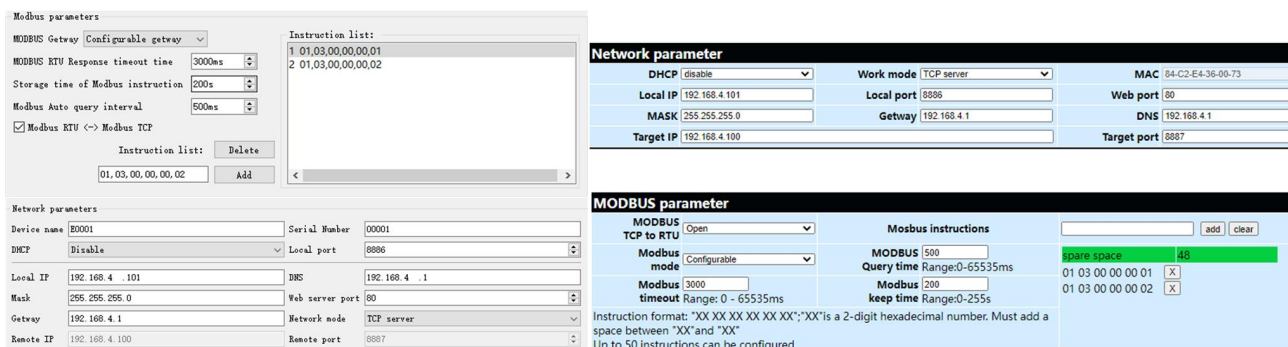 Modbus parameters
MODBUS Getway Configurable getway
MODBUS RTU Response timeout time 3000ms
Storage time of Modbus instruction 200s
Modbus Auto query interval 500ms
Modbus RTU <-> Modbus TCP
Instruction list: Delete
01,03,00,00,00,02 Add
Instruction list:
1 01,03,00,00,00,01
2 01,03,00,00,00,02
Network parameters
Device name E0001 Serial Number 00001
DHCP Disable Local port 8886
Local IP 192.168.4 .101 DNS 192.168.4 .1
Mask 255.255.255.0 Web server port 80
Getway 192.168.4.1 Network mode TCP server
Remote IP 192.168.4.100 Remote port 8887
Network parameter
DHCP disable Work mode TCP server MAC 84-C2-E4-36-00-73
Local IP 192.168.4.101 Local port 8886 Web port 80
MASK 255.255.255.0 Getway 192.168.4.1 DNS 192.168.4.1
Target IP 192.168.4.100 Target port 8887
MODBUS parameter
MODBUS
TCP to RTU Open Mosbus instructions add clear
Modbus
mode Configurable
MODBUS 500
Query time Range:0-65535ms
spare space 48
01 03 00 00 00 01 X
01 03 00 00 00 02 X
Modbus 3000
timeout Range: 0 - 65535ms
Modbus 200
keep time Range:0-255s
Instruction format: "XX XX XX XX XX XX";"XX"is a 2-digit hexadecimal number. Must add a
space between "XX"and "XX"
Up to 50 instructions can be configured